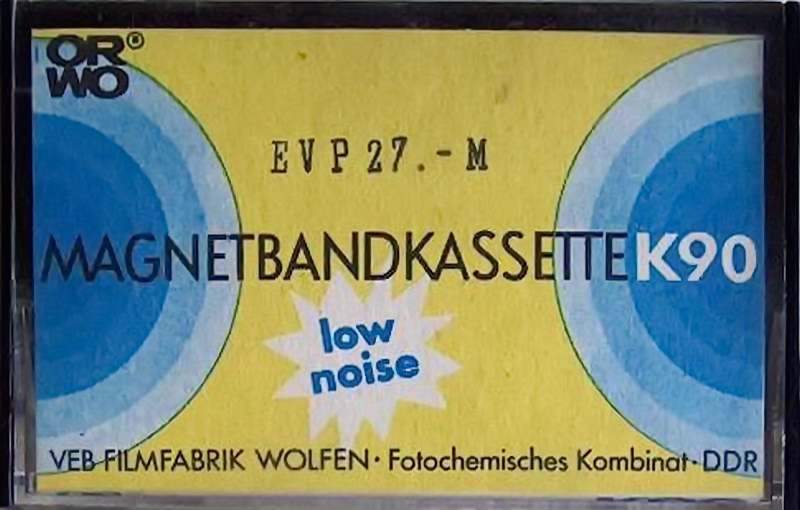 ORWO®
EVP 27.- M
MAGNETBANDKASSETTE K90
low
noise
VEB FILMFABRIK WOLFEN · Fotochemisches Kombinat · DDR